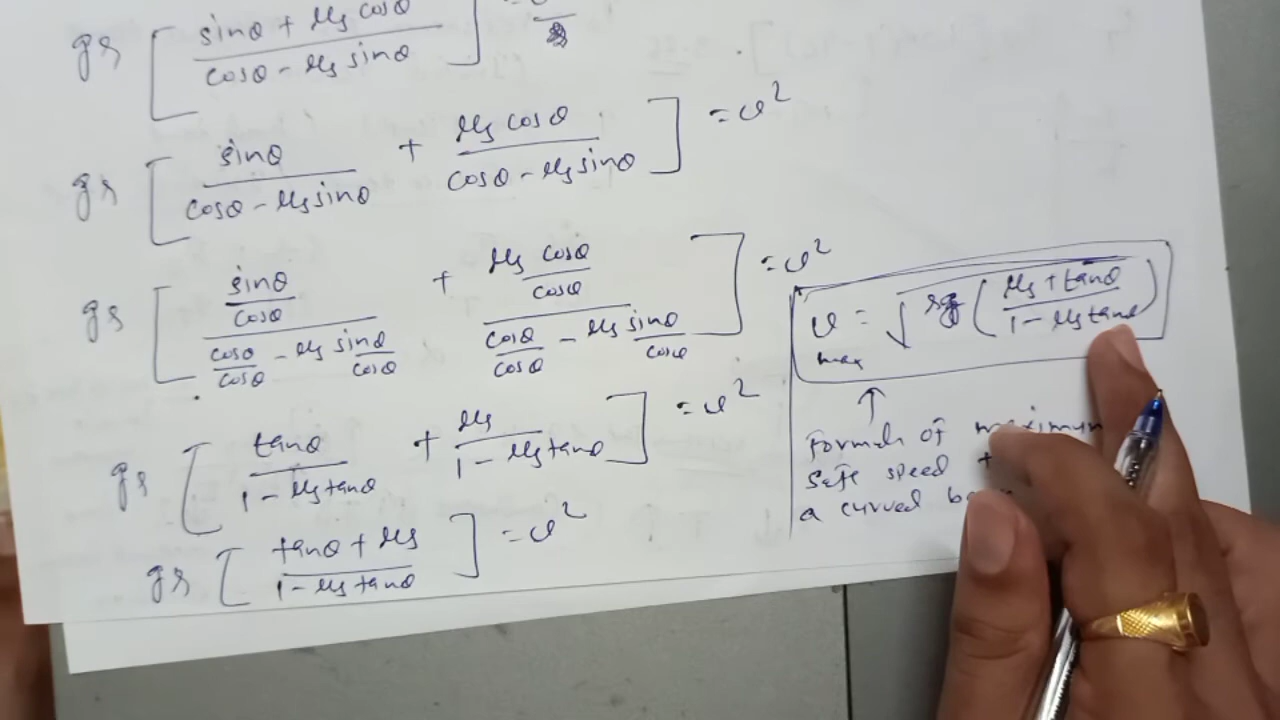 gr [ sinθ + μs cosθ / cosθ - μs sinθ ]
gr [ sinθ / cosθ - μs sinθ + μs cosθ / cosθ - μs sinθ ] = v²
gr [ sinθ/cosθ / cosθ/cosθ - μs sinθ/cosθ + μs cosθ/cosθ / cosθ/cosθ - μs sinθ/cosθ ] = v²
gr [ tanθ / 1 - μs tanθ + μs / 1 - μs tanθ ] = v²
gr [ tanθ + μs / 1 - μs tanθ ] = v²
v max = √ rg ( μs + tanθ / 1 - μs tanθ )
↑
Formula of maximum
safe speed
a curved